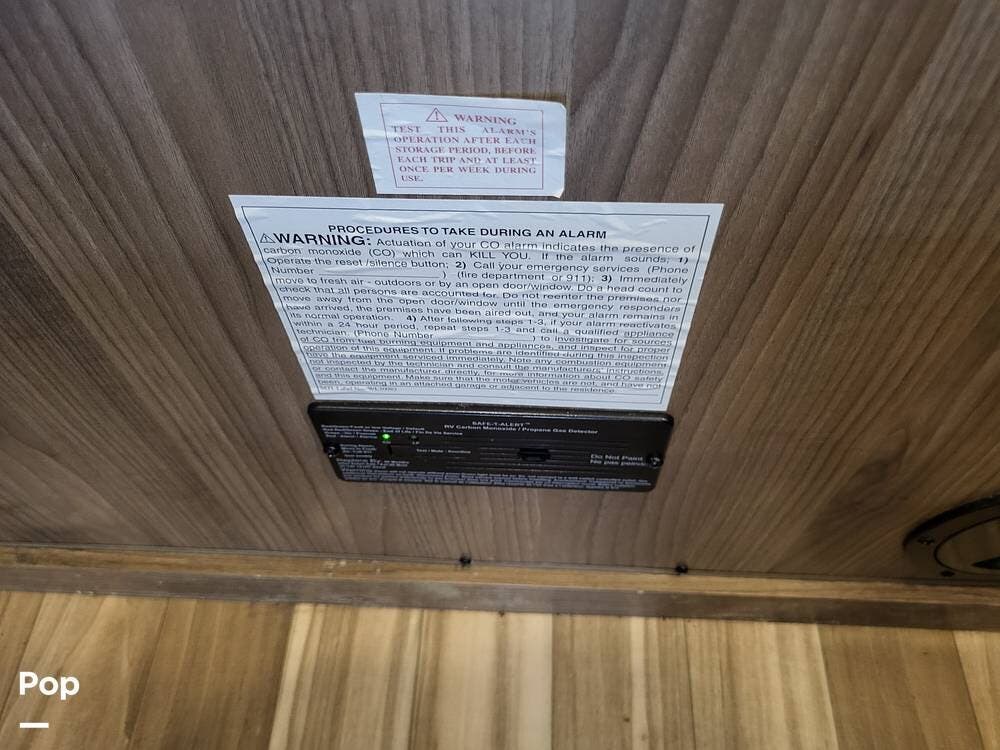 ⚠ WARNING
TEST THIS ALARM'S
OPERATION AFTER EACH
STORAGE PERIOD, BEFORE
EACH TRIP AND AT LEAST
ONCE PER WEEK DURING
USE.
PROCEDURES TO TAKE DURING AN ALARM
⚠WARNING: Actuation of your CO alarm indicates the presence of
carbon monoxide (CO) which can KILL YOU. If the alarm sounds; 1)
Operate the reset /silence button; 2) Call your emergency services (Phone
Number ____________________) (fire department or 911); 3) Immediately
move to fresh air - outdoors or by an open door/window. Do a head count to
check that all persons are accounted for. Do not reenter the premises nor
move away from the open door/window until the emergency responders
have arrived, the premises have been aired out, and your alarm remains in
its normal operation. 4) After following steps 1-3, if your alarm reactivates
within a 24 hour period, repeat steps 1-3 and call a qualified appliance
technician. (Phone Number ________________) to investigate for sources
of CO from fuel burning equipment and appliances, and inspect for proper
operation of this equipment. If problems are identified during this inspection
have the equipment serviced immediately. Note any combustion equipment
not inspected by the technician and consult the manufacturers' instructions,
or contact the manufacturer directly, for more information about CO safety
and this equipment. Make sure that the motor vehicles are not, and have not
been, operating in an attached garage or adjacent to the residence.
SAFE-T-ALERT™
RV Carbon Monoxide / Propane Gas Detector
Test / Mute
Do Not Paint
No pas peindre
Pop